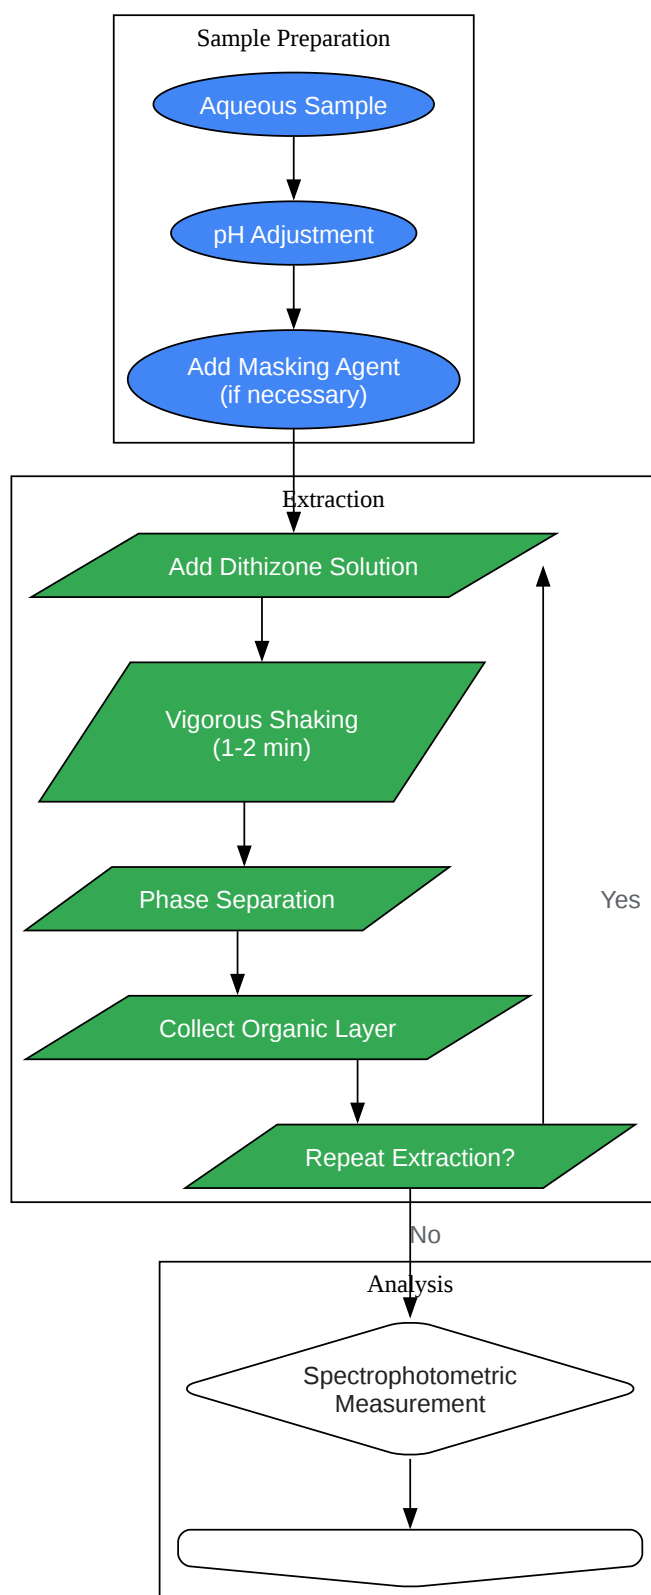 Sample Preparation
Aqueous Sample
pH Adjustment
Add Masking Agent
(if necessary)
Extraction
Add Dithizone Solution
Vigorous Shaking
(1-2 min)
Phase Separation
Yes
Collect Organic Layer
Repeat Extraction?
No
Analysis
Spectrophotometric
Measurement